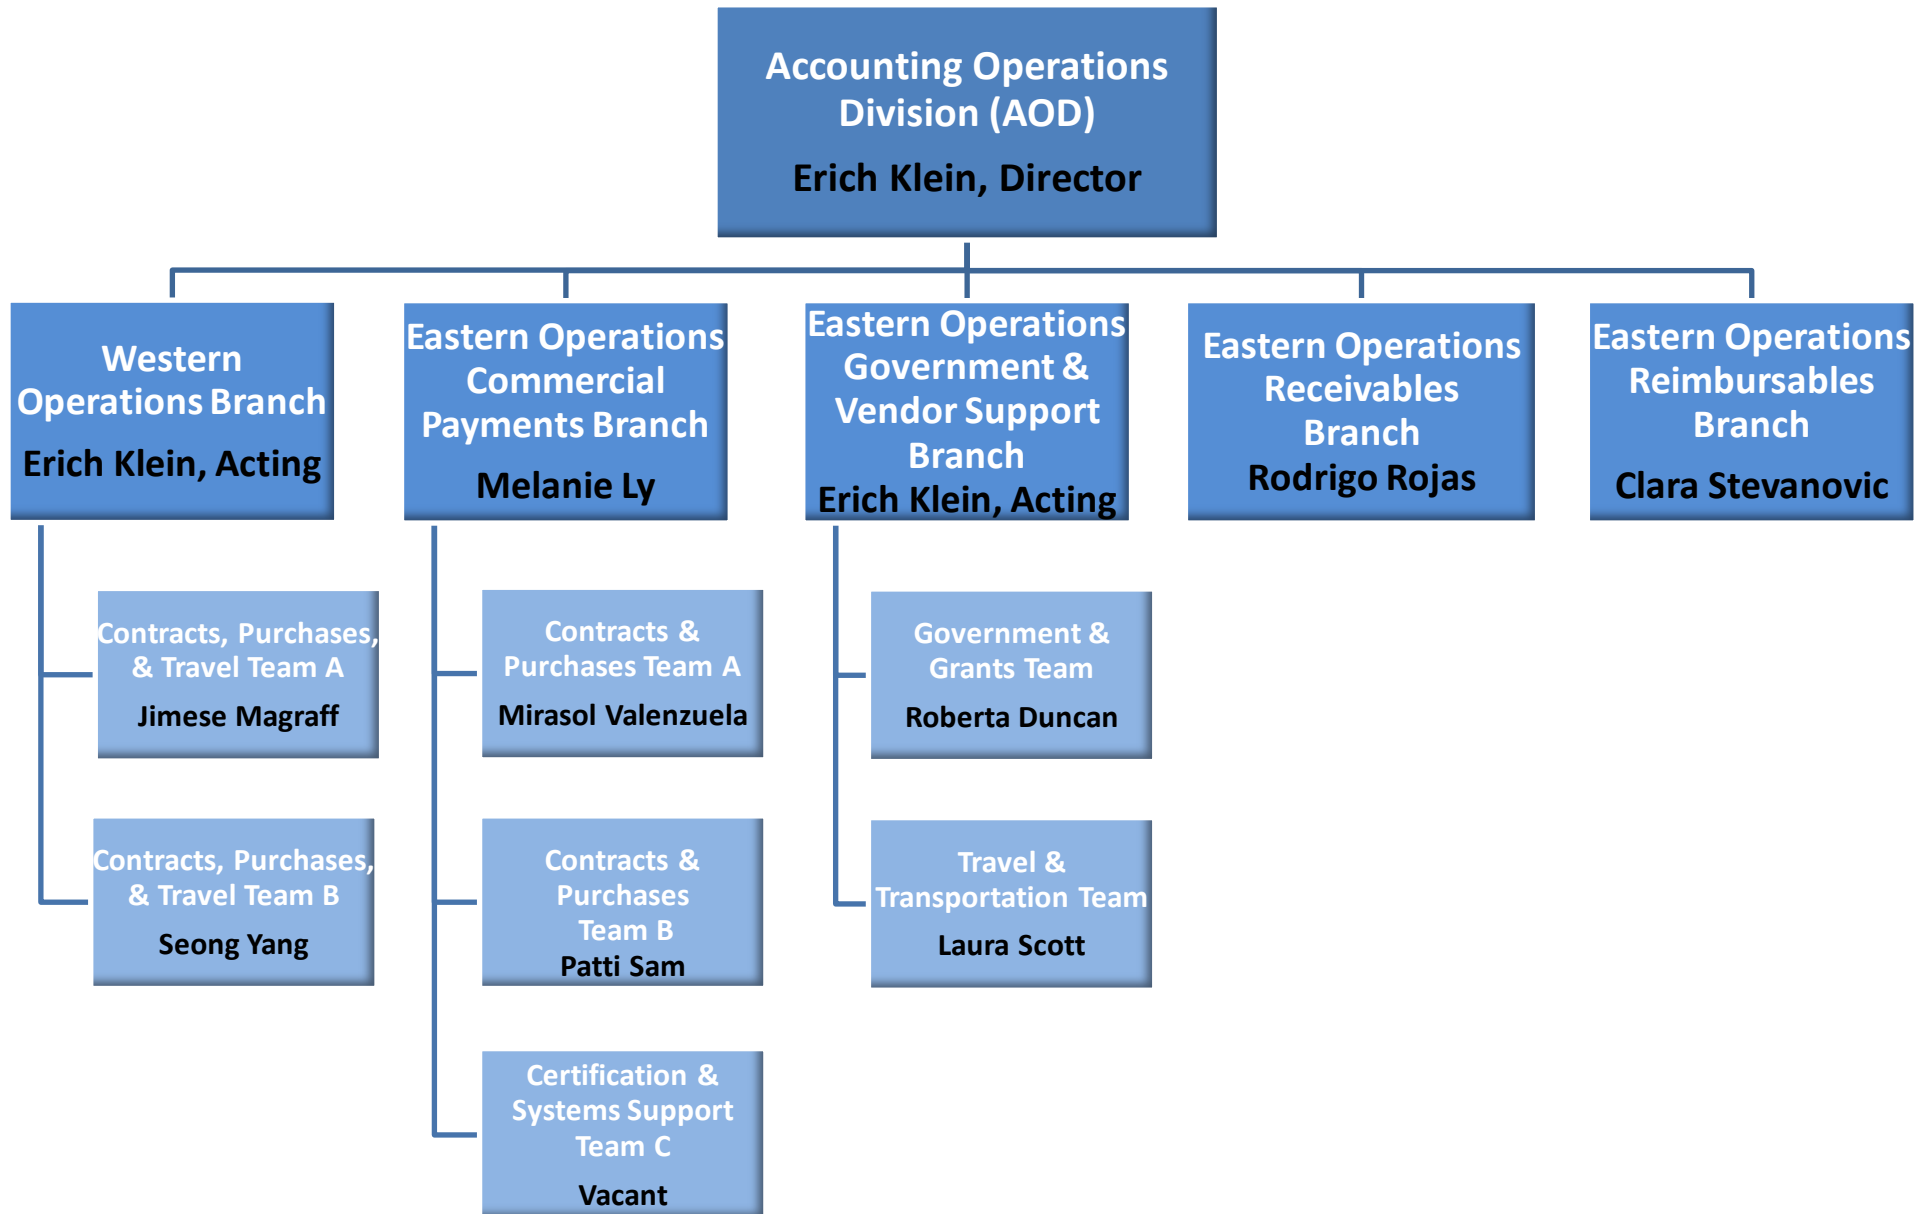 Accounting Operations
Division (AOD)
Erich Klein, Director
Western
Operations Branch
Erich Klein, Acting
Eastern Operations
Commercial
Payments Branch
Melanie Ly
Eastern Operations
Government &
Vendor Support
Branch
Erich Klein, Acting
Eastern Operations
Receivables
Branch
Rodrigo Rojas
Eastern Operations
Reimbursables
Branch
Clara Stevanovic
Contracts, Purchases,
& Travel Team A
Jimese Magraff
Contracts &
Purchases Team A
Mirasol Valenzuela
Government &
Grants Team
Roberta Duncan
Contracts, Purchases,
& Travel Team B
Seong Yang
Contracts &
Purchases
Team B
Patti Sam
Travel &
Transportation Team
Laura Scott
Certification &
Systems Support
Team C
Vacant